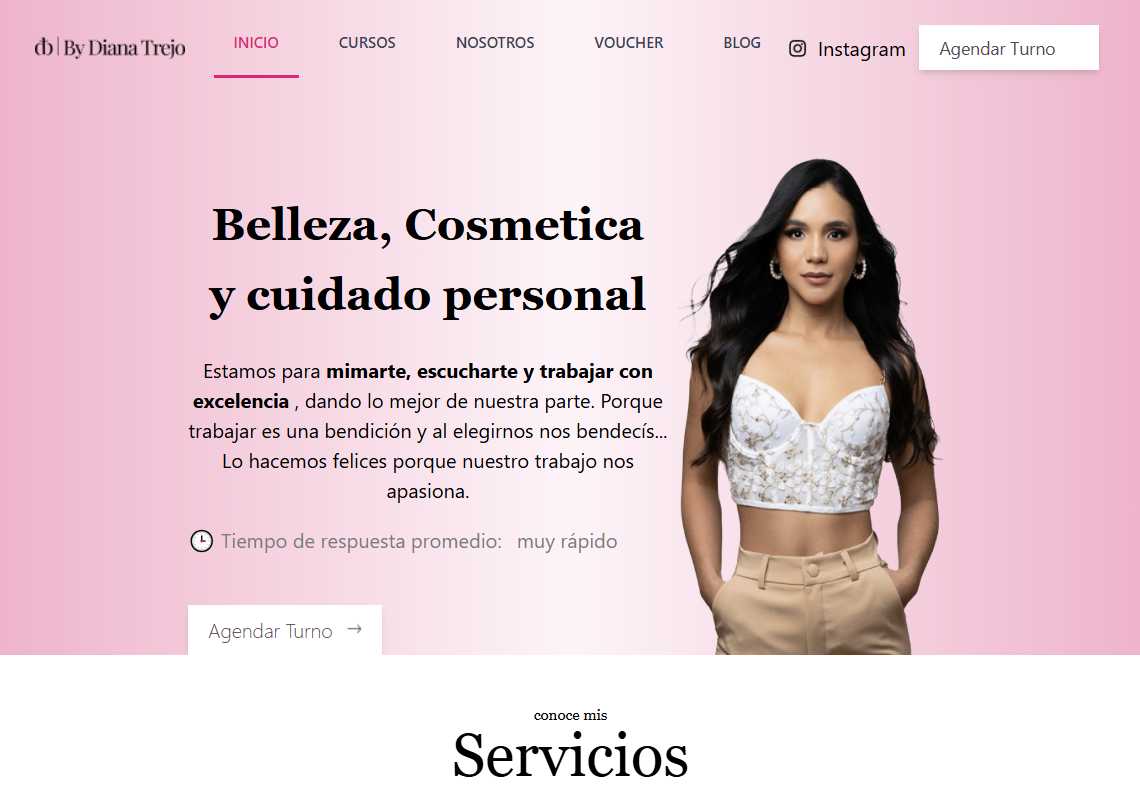 By Diana Trejo
INICIO
CURSOS
NOSOTROS
VOUCHER
BLOG
Instagram
Agendar Turno
Belleza, Cosmetica
y cuidado personal
Estamos para mimarte, escucharte y trabajar con
excelencia , dando lo mejor de nuestra parte. Porque
trabajar es una bendición y al elegirnos nos bendecís...
Lo hacemos felices porque nuestro trabajo nos
apasiona.
Tiempo de respuesta promedio: muy rápido
Agendar Turno →
conoce mis
Servicios